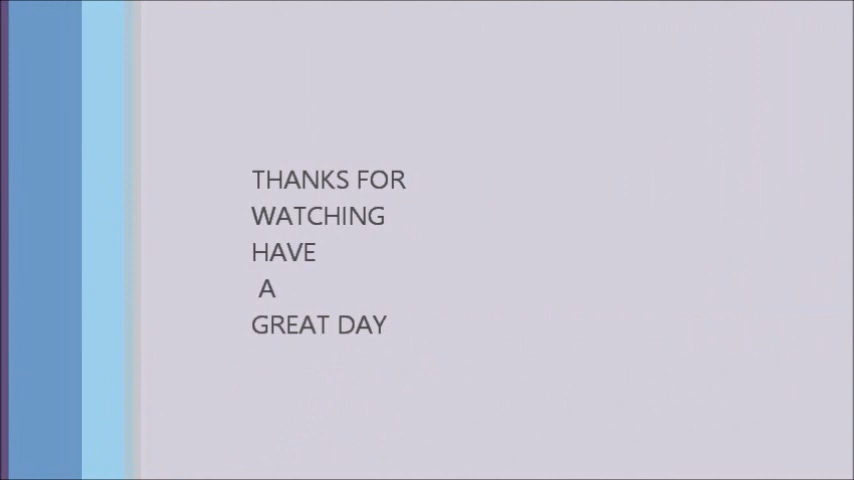 THANKS FOR
WATCHING
HAVE
A
GREAT DAY